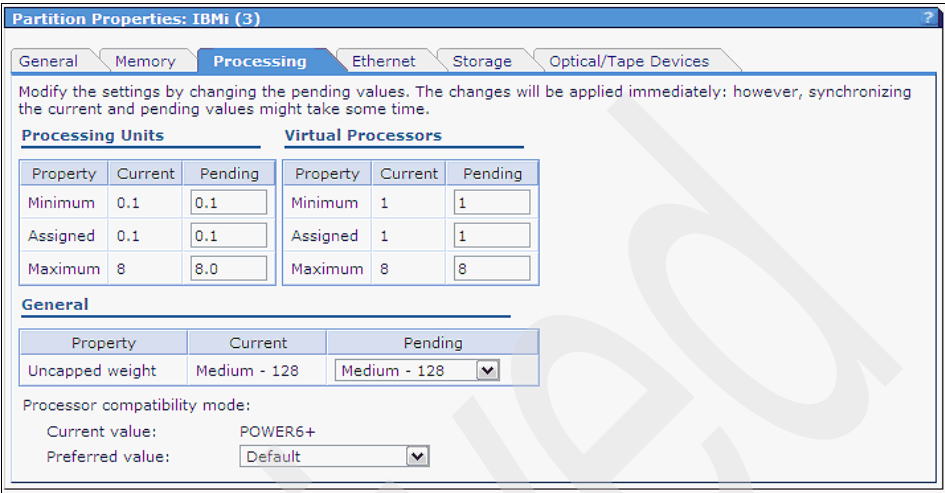 Partition Properties: IBMi (3) ?
General Memory Processing Ethernet Storage Optical/Tape Devices
Modify the settings by changing the pending values. The changes will be applied immediately: however, synchronizing
the current and pending values might take some time.
Processing Units Virtual Processors
Property Current Pending Property Current Pending
Minimum 0.1 0.1 Minimum 1 1
Assigned 0.1 0.1 Assigned 1 1
Maximum 8 8.0 Maximum 8 8
General
Property Current Pending
Uncapped weight Medium - 128 Medium - 128
Processor compatibility mode:
Current value: POWER6+
Preferred value: Default